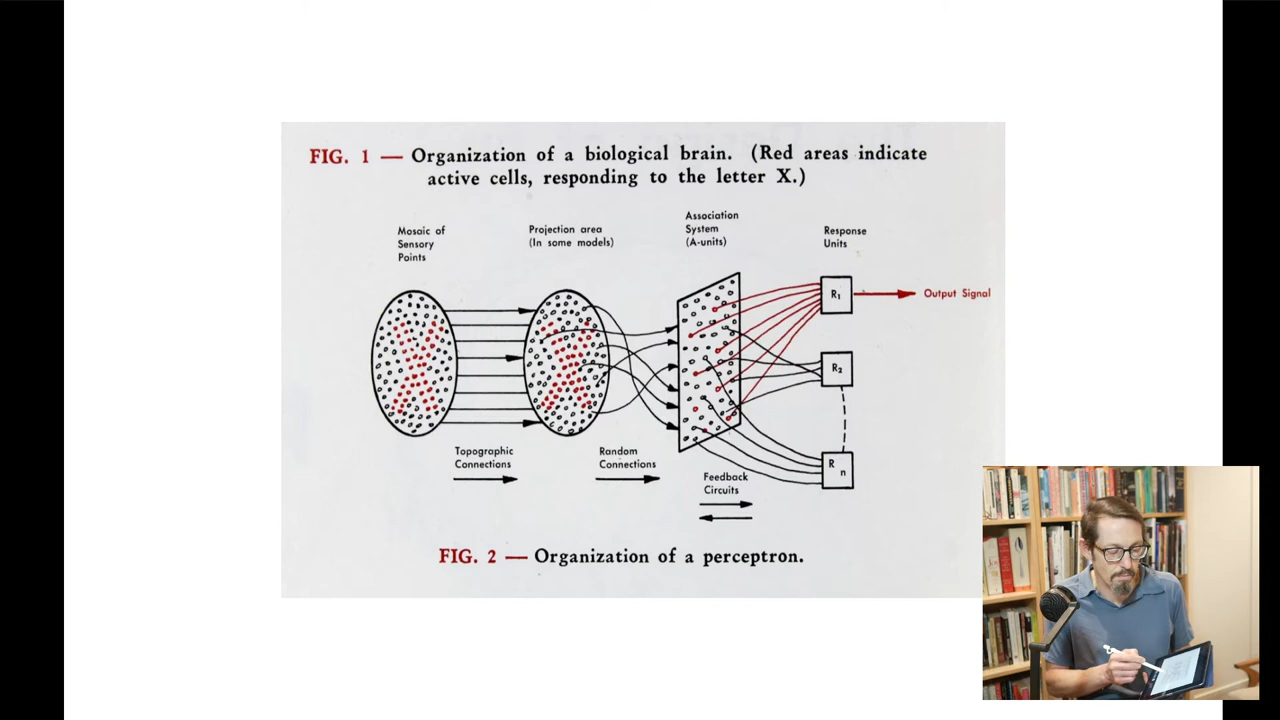 FIG. 1 — Organization of a biological brain. (Red areas indicate
active cells, responding to the letter X.)
Mosaic of
Sensory
Points
Projection area
(In some models)
Association
System
(A-units)
Response
Units
R₁
Output Signal
R₂
R n
Topographic
Connections
Random
Connections
Feedback
Circuits
FIG. 2 — Organization of a perceptron.